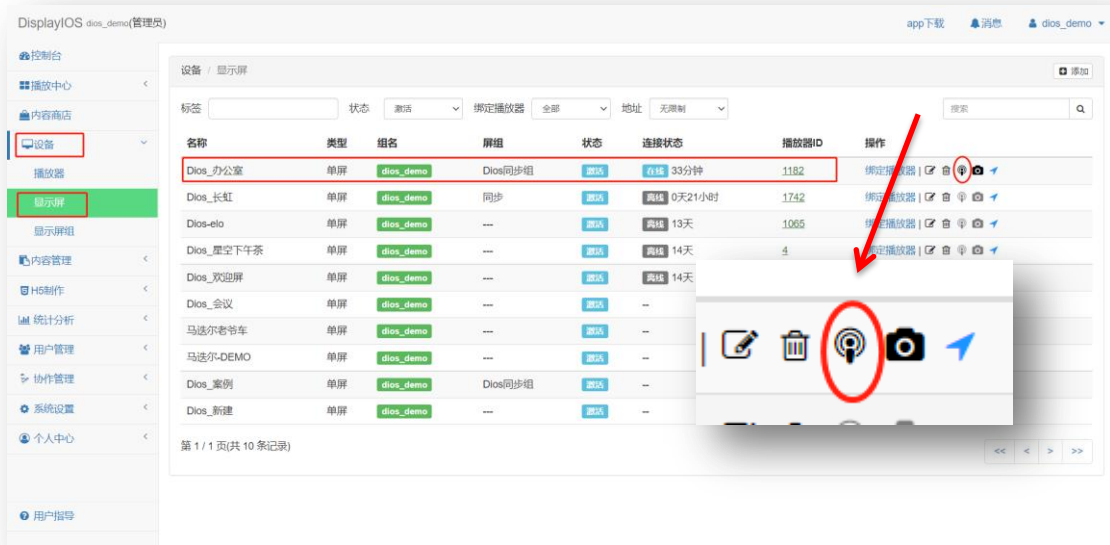 DisplayIOS dios_demo(管理员)
app下载 消息 dios_demo
控制台
播放中心
内容商店
设备
播放器
显示屏
显示屏组
内容管理
H5制作
统计分析
用户管理
协作管理
系统设置
个人中心
用户指导
设备 / 显示屏 添加
标签 状态 激活 绑定播放器 全部 地址 无限制 搜索
名称 类型 组名 屏组 状态 连接状态 播放器ID 操作
Dios_办公室 单屏 dios_demo Dios同步组 激活 在线 33分钟 1182 绑定播放器 |
Dios_长虹 单屏 dios_demo 同步 激活 离线 0天21小时 1742 绑定播放器 |
Dios-elo 单屏 dios_demo --- 激活 离线 13天 1065 绑定播放器 |
Dios_星空下午茶 单屏 dios_demo --- 激活 离线 14天 4 绑定播放器 |
Dios_欢迎屏 单屏 dios_demo --- 激活 离线 14天
Dios_会议 单屏 dios_demo --- 激活 --
马迭尔老爷车 单屏 dios_demo --- 激活 --
马迭尔-DEMO 单屏 dios_demo --- 激活 --
Dios_案例 单屏 dios_demo Dios同步组 激活 --
Dios_新建 单屏 dios_demo --- 激活 --
第 1 / 1 页(共 10 条记录)
<< < > >>